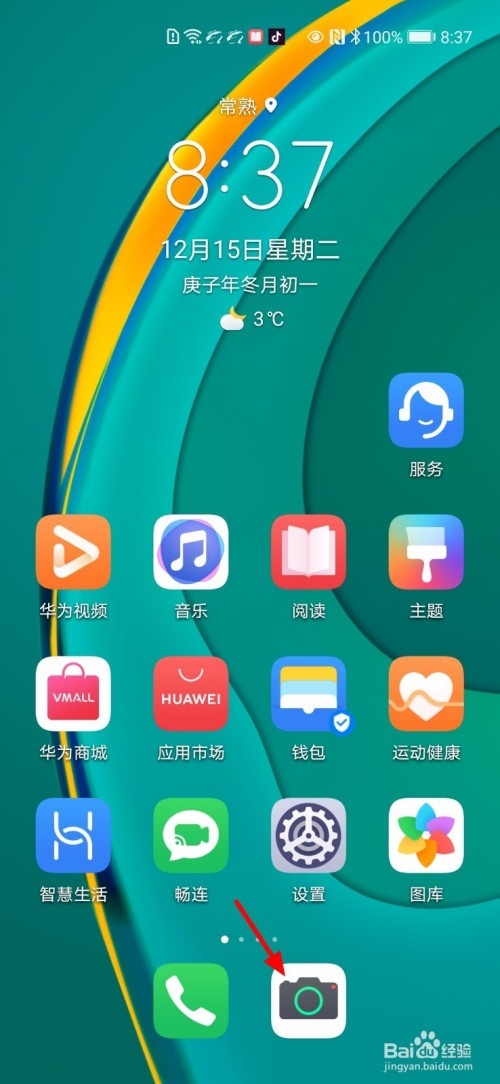 100% 8:37
常熟
8:37
12月15日星期二
庚子年冬月初一
3℃
服务
华为视频 音乐 阅读 主题
VMALL HUAWEI
华为商城 应用市场 钱包 运动健康
智慧生活 畅连 设置 图库
Baidu经验
jingyan.baidu.com